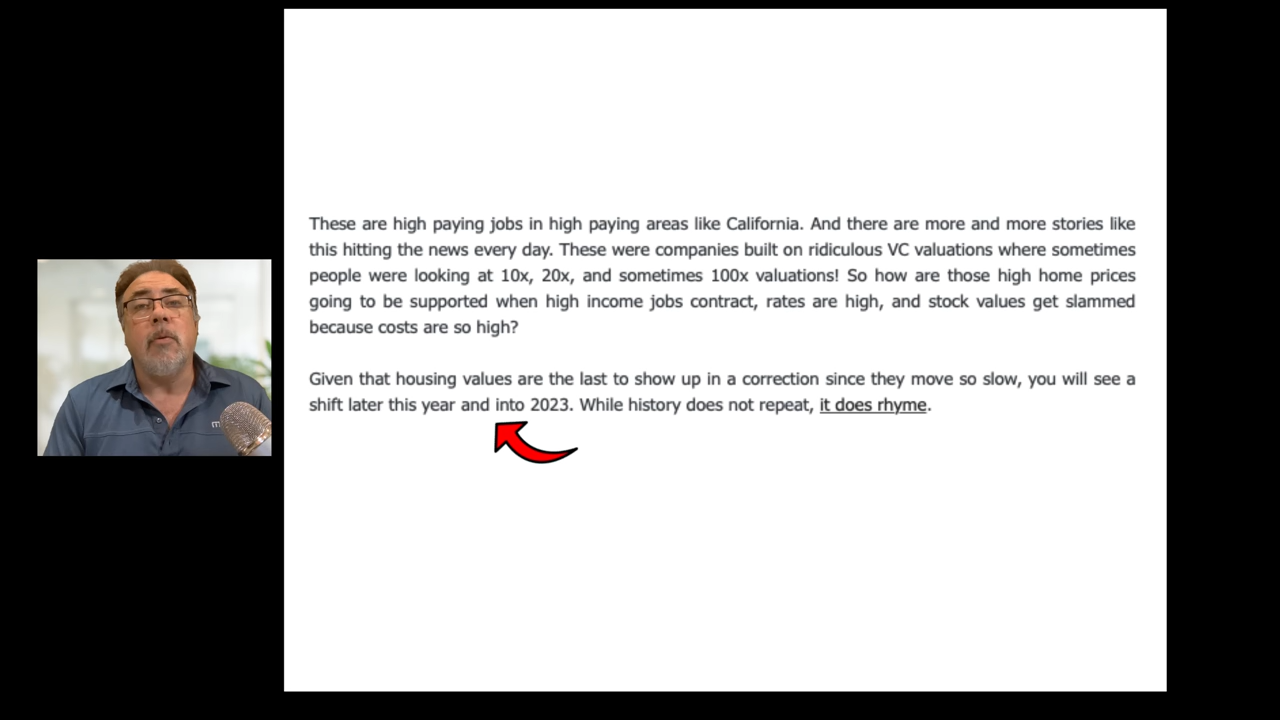 These are high paying jobs in high paying areas like California. And there are more and more stories like
this hitting the news every day. These were companies built on ridiculous VC valuations where sometimes
people were looking at 10x, 20x, and sometimes 100x valuations! So how are those high home prices
going to be supported when high income jobs contract, rates are high, and stock values get slammed
because costs are so high?
Given that housing values are the last to show up in a correction since they move so slow, you will see a
shift later this year and into 2023. While history does not repeat, it does rhyme.